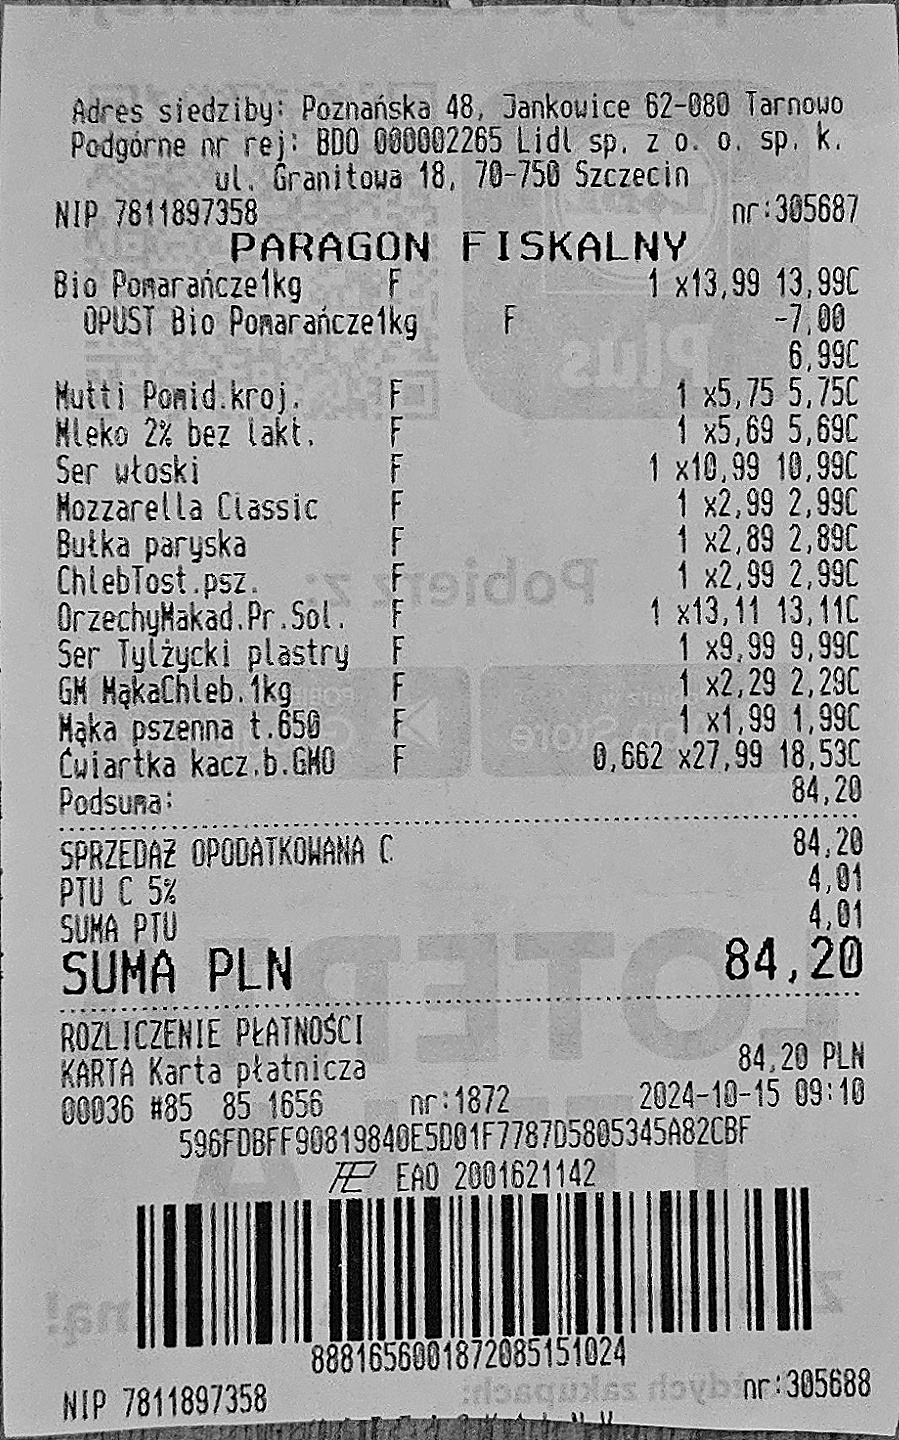 Adres siedziby: Poznańska 48, Jankowice 62-080 Tarnowo
Podgórne nr rej: BDO 000002265 Lidl sp. z o. o. sp. k.
ul. Granitowa 18, 70-750 Szczecin
NIP 7811897358 nr:305687
PARAGON FISKALNY
Bio Pomarańcze1kg F 1 x13,99 13,99C
OPUST Bio Pomarańcze1kg F -7,00
6,99C
Mutti Pomid.kroj. F 1 x5,75 5,75C
Mleko 2% bez lakt. F 1 x5,69 5,69C
Ser włoski F 1 x10,99 10,99C
Mozzarella Classic F 1 x2,99 2,99C
Bułka paryska F 1 x2,89 2,89C
ChlebTost.psz. F 1 x2,99 2,99C
OrzechyMakad.Pr.Sol. F 1 x13,11 13,11C
Ser Tylżycki plastry F 1 x9,99 9,99C
GM MąkaChleb.1kg F 1 x2,29 2,29C
Mąka pszenna t.650 F 1 x1,99 1,99C
Ćwiartka kacz.b.GMO F 0,662 x27,99 18,53C
Podsuma: 84,20
SPRZEDAŻ OPODATKOWANA C 84,20
PTU C 5% 4,01
SUMA PTU 4,01
SUMA PLN 84,20
ROZLICZENIE PŁATNOŚCI
KARTA Karta płatnicza 84,20 PLN
00036 #85 85 1656 nr:1872 2024-10-15 09:10
596FDBFF90819840E5D01F7787D5805345A82CBF
EAO 2001621142
8881656001872085151024
NIP 7811897358 nr:305688